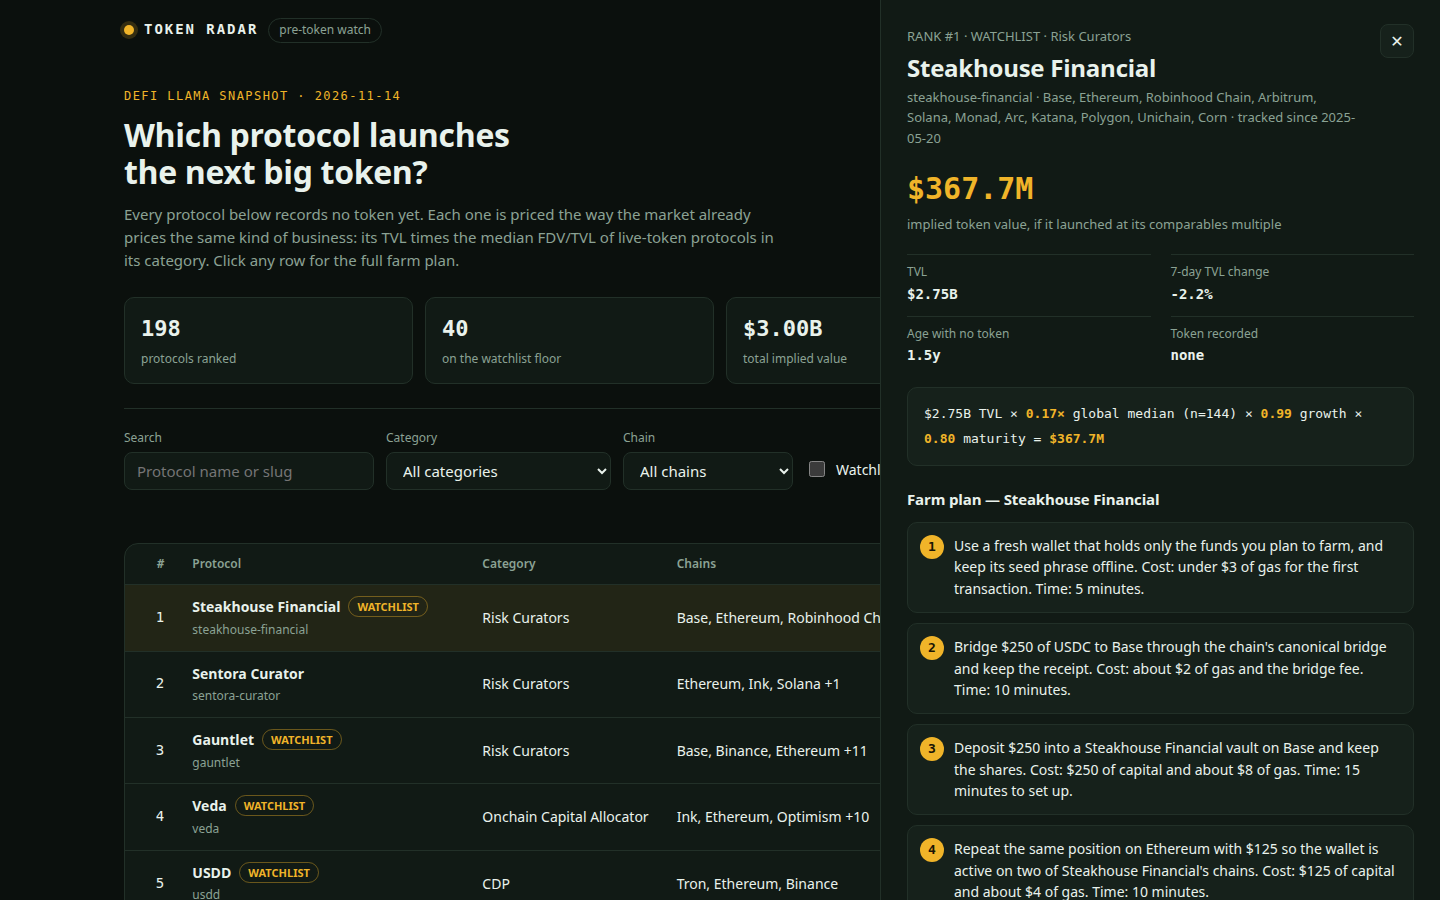 TOKEN RADAR
pre-token watch
DEFI LLAMA SNAPSHOT · 2026-11-14
Which protocol launches
the next big token?
Every protocol below records no token yet. Each one is priced the way the market already
prices the same kind of business: its TVL times the median FDV/TVL of live-token protocols in
its category. Click any row for the full farm plan.
198
protocols ranked
40
on the watchlist floor
$3.00B
total implied value
Search
Category
Chain
Protocol name or slug
All categories
All chains
Watchl
# Protocol Category Chains
1 Steakhouse Financial WATCHLIST Risk Curators Base, Ethereum, Robinhood Ch
steakhouse-financial
2 Sentora Curator Risk Curators Ethereum, Ink, Solana +1
sentora-curator
3 Gauntlet WATCHLIST Risk Curators Base, Binance, Ethereum +11
gauntlet
4 Veda WATCHLIST Onchain Capital Allocator Ink, Ethereum, Optimism +10
veda
5 USDD WATCHLIST CDP Tron, Ethereum, Binance
usdd
RANK #1 · WATCHLIST · Risk Curators
✕
Steakhouse Financial
steakhouse-financial · Base, Ethereum, Robinhood Chain, Arbitrum,
Solana, Monad, Arc, Katana, Polygon, Unichain, Corn · tracked since 2025-
05-20
$367.7M
implied token value, if it launched at its comparables multiple
TVL
$2.75B
7-day TVL change
-2.2%
Age with no token
1.5y
Token recorded
none
$2.75B TVL × 0.17× global median (n=144) × 0.99 growth ×
0.80 maturity = $367.7M
Farm plan — Steakhouse Financial
1 Use a fresh wallet that holds only the funds you plan to farm, and
keep its seed phrase offline. Cost: under $3 of gas for the first
transaction. Time: 5 minutes.
2 Bridge $250 of USDC to Base through the chain's canonical bridge
and keep the receipt. Cost: about $2 of gas and the bridge fee.
Time: 10 minutes.
3 Deposit $250 into a Steakhouse Financial vault on Base and keep
the shares. Cost: $250 of capital and about $8 of gas. Time: 15
minutes to set up.
4 Repeat the same position on Ethereum with $125 so the wallet is
active on two of Steakhouse Financial's chains. Cost: $125 of capital
and about $4 of gas. Time: 10 minutes.